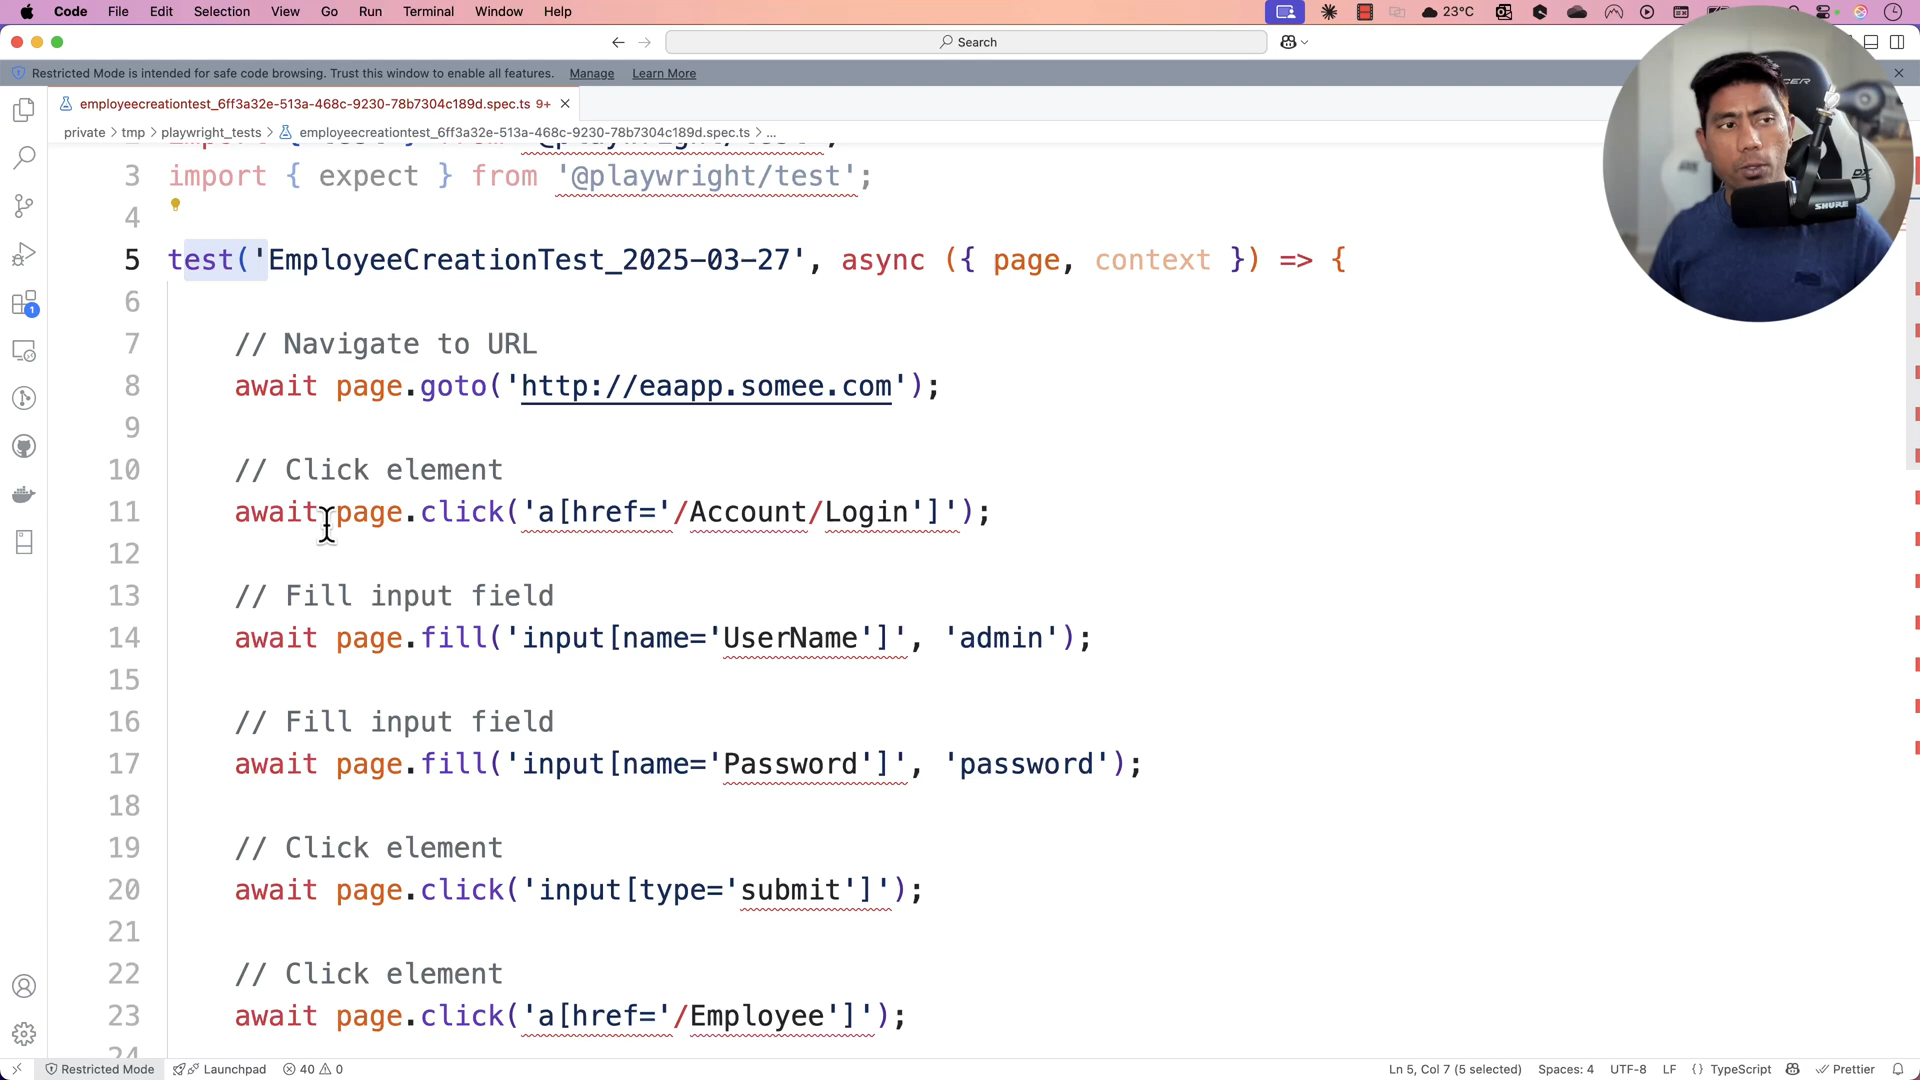 Code File Edit Selection View Go Run Terminal Window Help 23°C
Search
Restricted Mode is intended for safe code browsing. Trust this window to enable all features. Manage Learn More
employeecreationtest_6ff3a32e-513a-468c-9230-78b7304c189d.spec.ts 9+
private > tmp > playwright_tests > employeecreationtest_6ff3a32e-513a-468c-9230-78b7304c189d.spec.ts > ...
3 import { expect } from '@playwright/test';
4
5 test('EmployeeCreationTest_2025-03-27', async ({ page, context }) => {
6
7 // Navigate to URL
8 await page.goto('http://eaapp.somee.com');
9
10 // Click element
11 await page.click('a[href='/Account/Login']');
12
13 // Fill input field
14 await page.fill('input[name='UserName']', 'admin');
15
16 // Fill input field
17 await page.fill('input[name='Password']', 'password');
18
19 // Click element
20 await page.click('input[type='submit']');
21
22 // Click element
23 await page.click('a[href='/Employee']');
24
Restricted Mode Launchpad 40 0 Ln 5, Col 7 (5 selected) Spaces: 4 UTF-8 LF {} TypeScript Prettier
SHURE